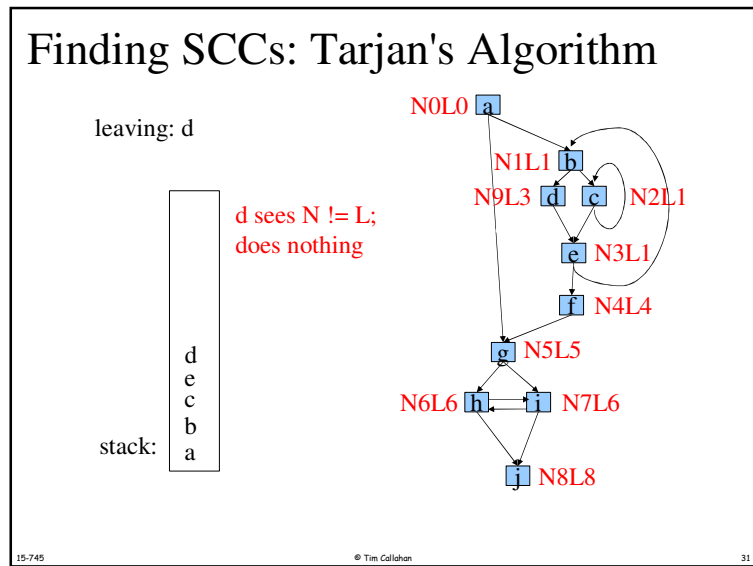 Finding SCCs: Tarjan's Algorithm
leaving: d
d sees N != L;
does nothing
stack:
d
e
c
b
a
N0L0 a
N1L1 b
N9L3 d c N2L1
e N3L1
f N4L4
g N5L5
N6L6 h i N7L6
j N8L8
15-745 © Tim Callahan 31